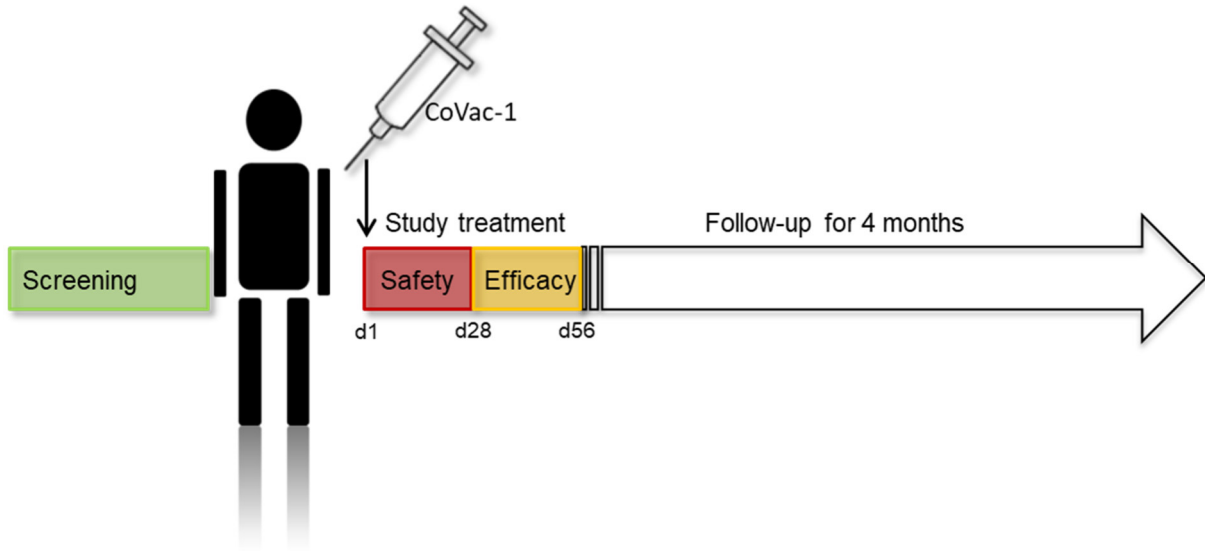 CoVac-1
Study treatment
Follow-up for 4 months
Screening
Safety
Efficacy
d1
d28
d56